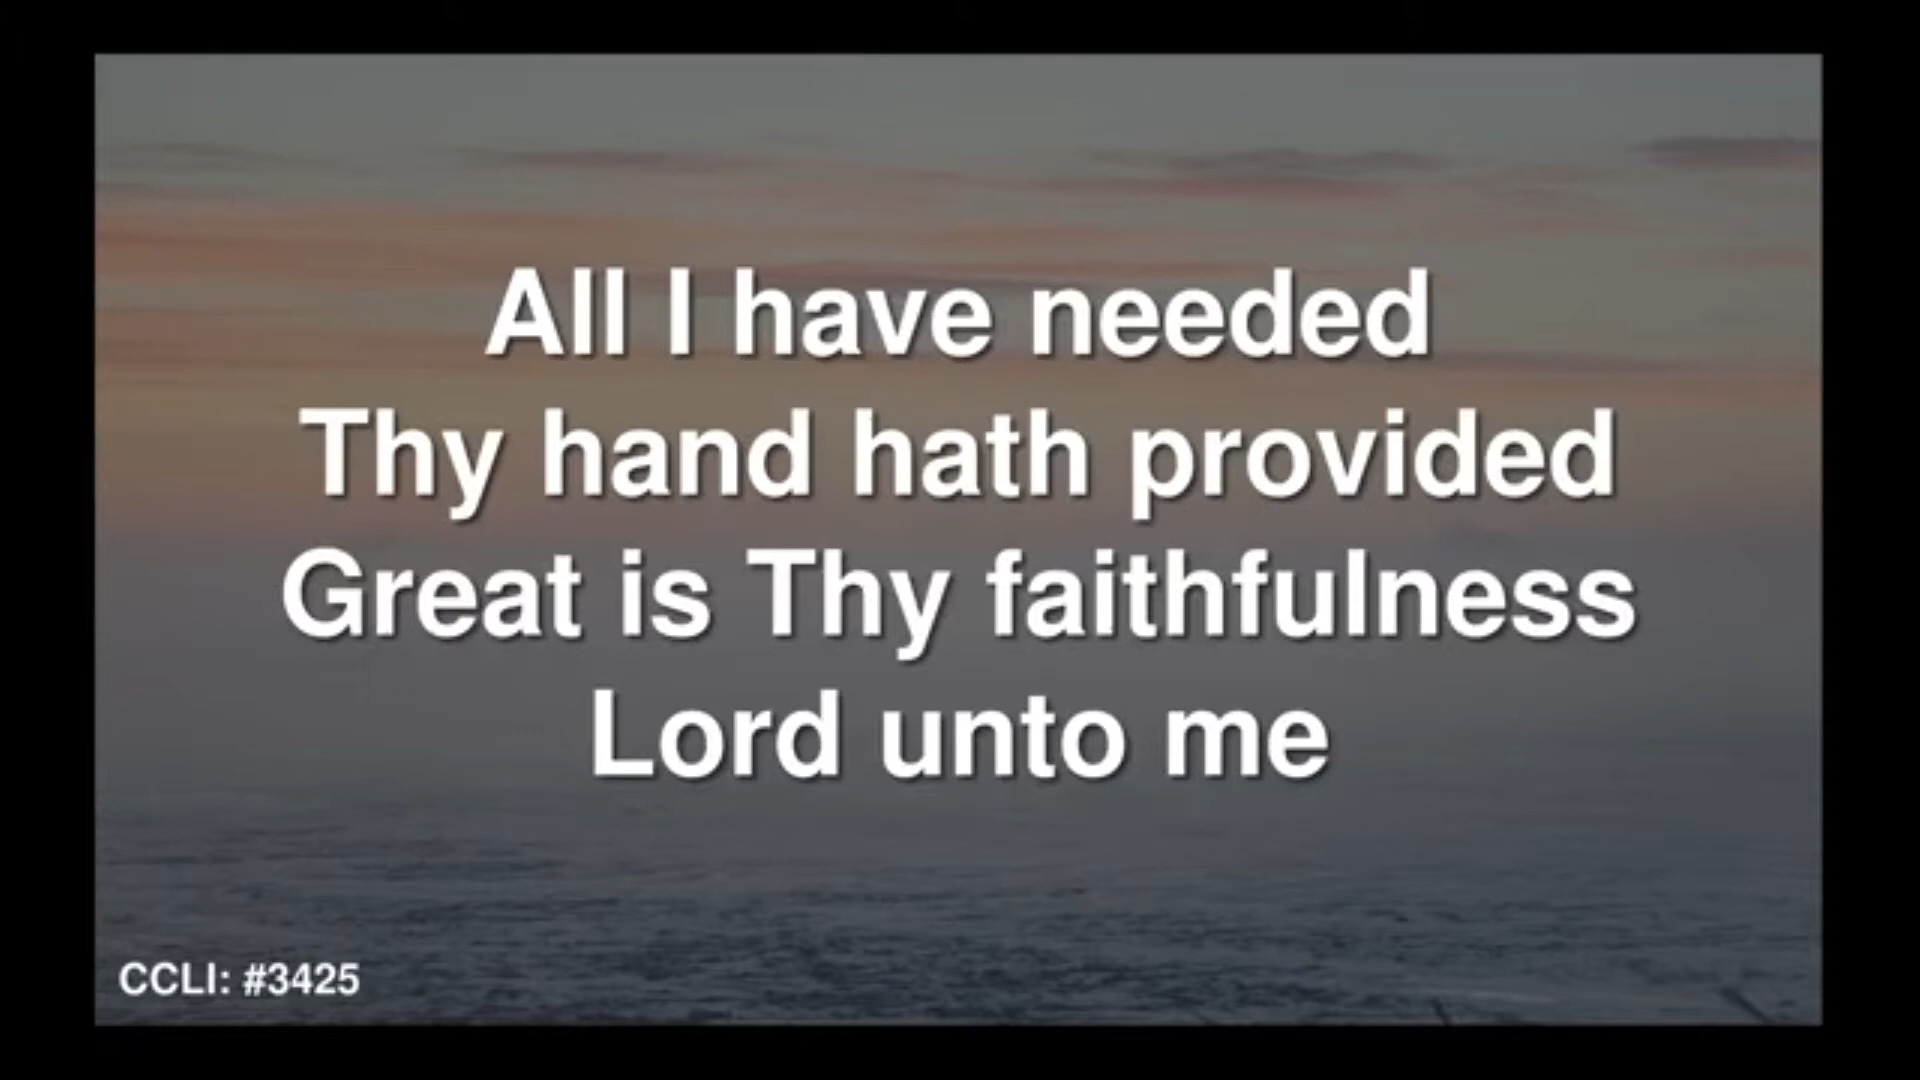 All I have needed
Thy hand hath provided
Great is Thy faithfulness
Lord unto me
CCLI: #3425